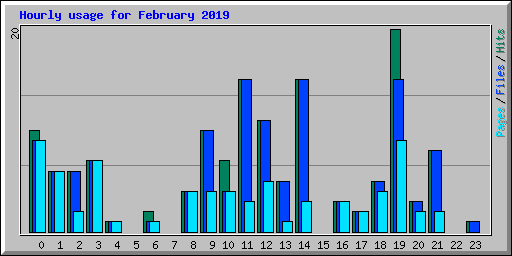 Hourly usage for February 2019
20
Pages / Files / Hits
0 1 2 3 4 5 6 7 8 9 10 11 12 13 14 15 16 17 18 19 20 21 22 23